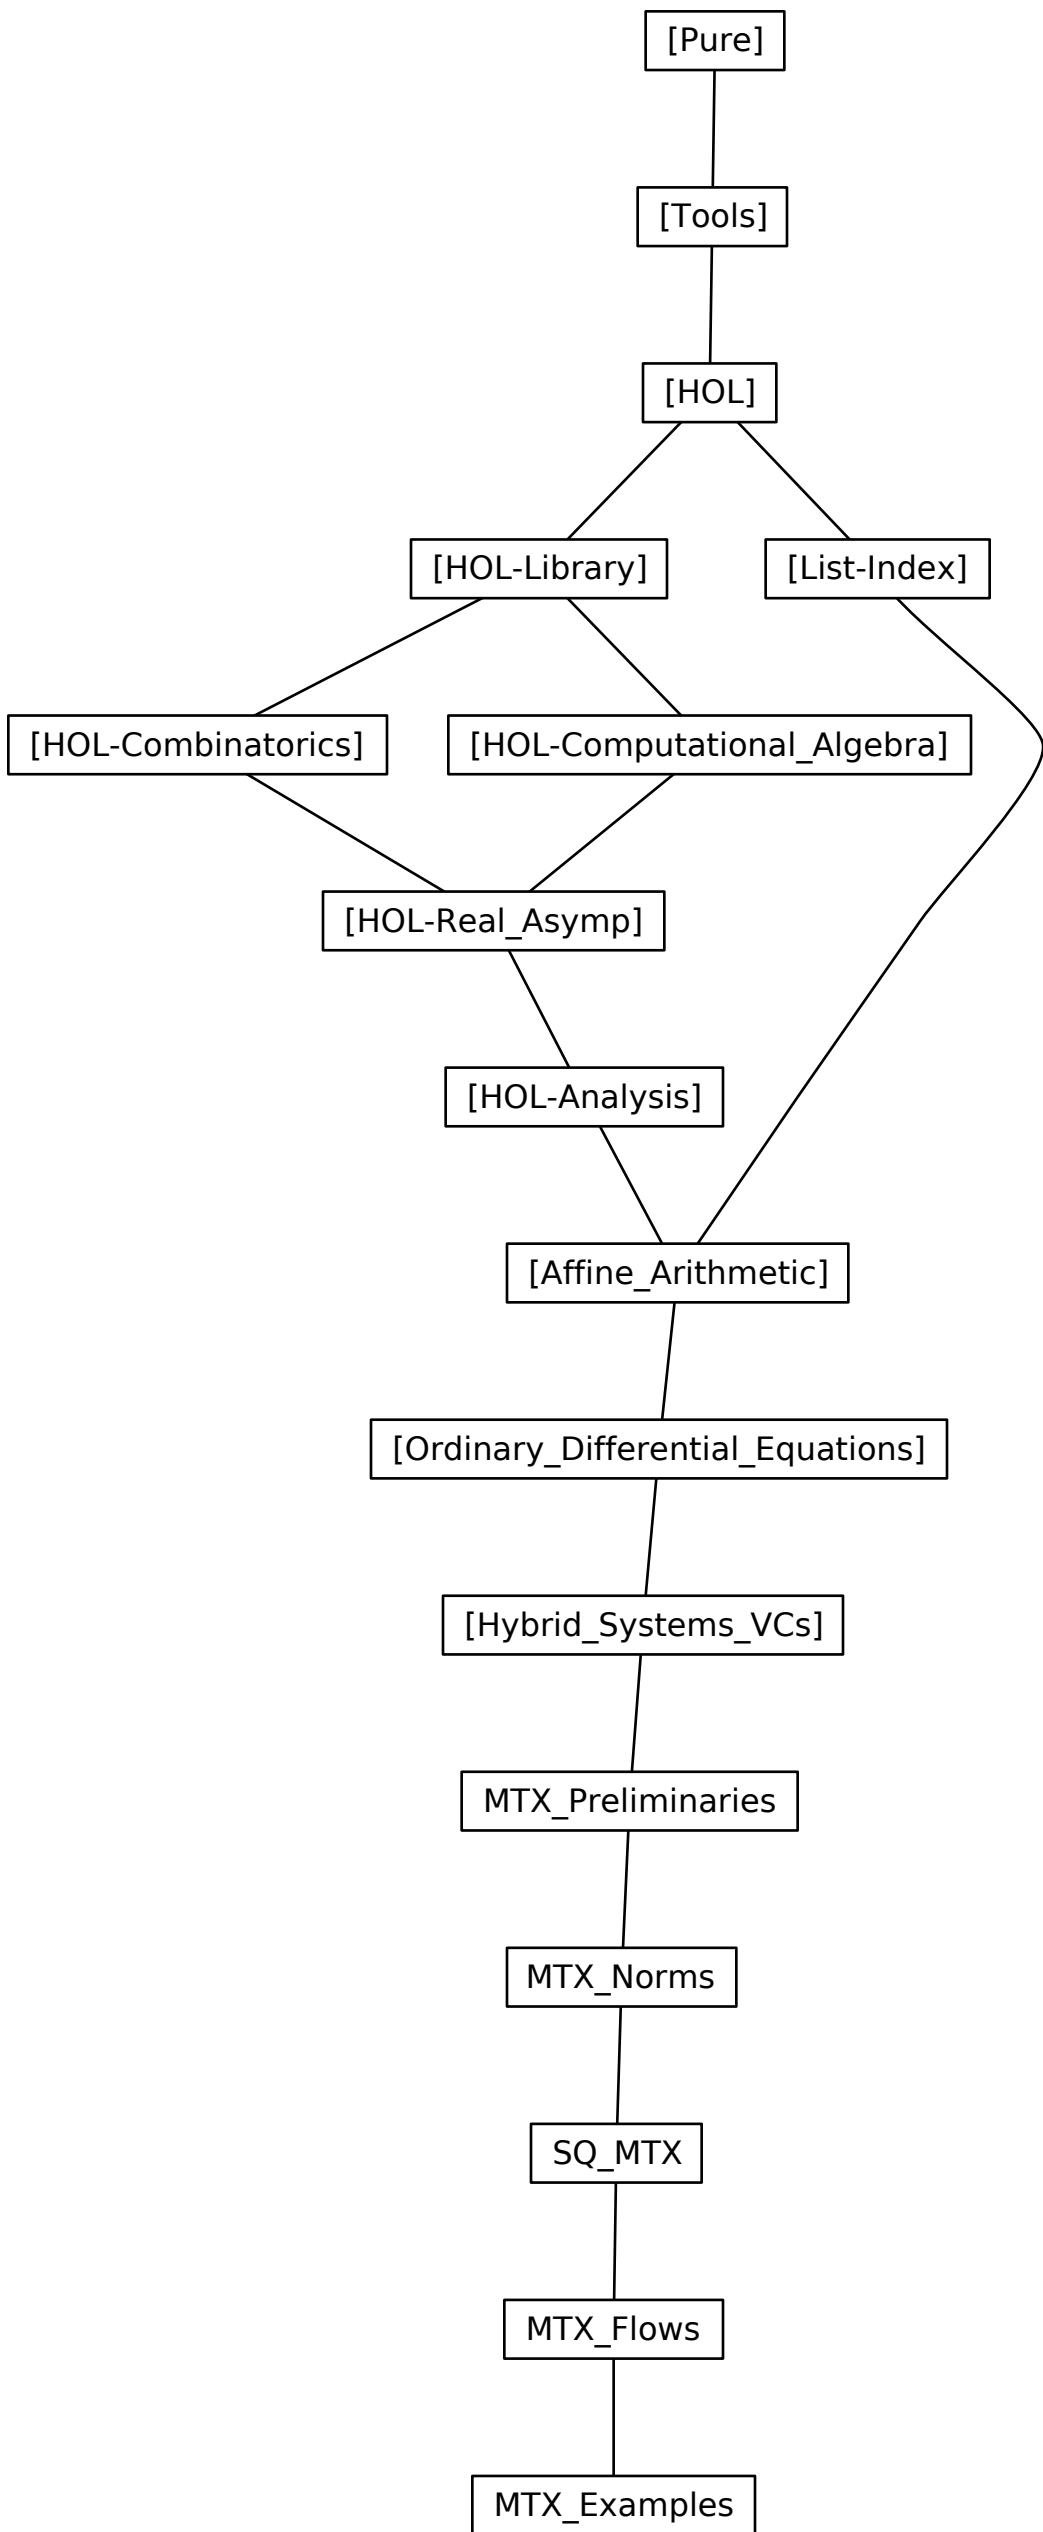 [Pure]
[Tools]
[HOL]
[HOL-Library]
[List-Index]
[HOL-Combinatorics]
[HOL-Computational_Algebra]
[HOL-Real_Asymp]
[HOL-Analysis]
[Affine_Arithmetic]
[Ordinary_Differential_Equations]
[Hybrid_Systems_VCs]
MTX_Preliminaries
MTX_Norms
SQ_MTX
MTX_Flows
MTX_Examples